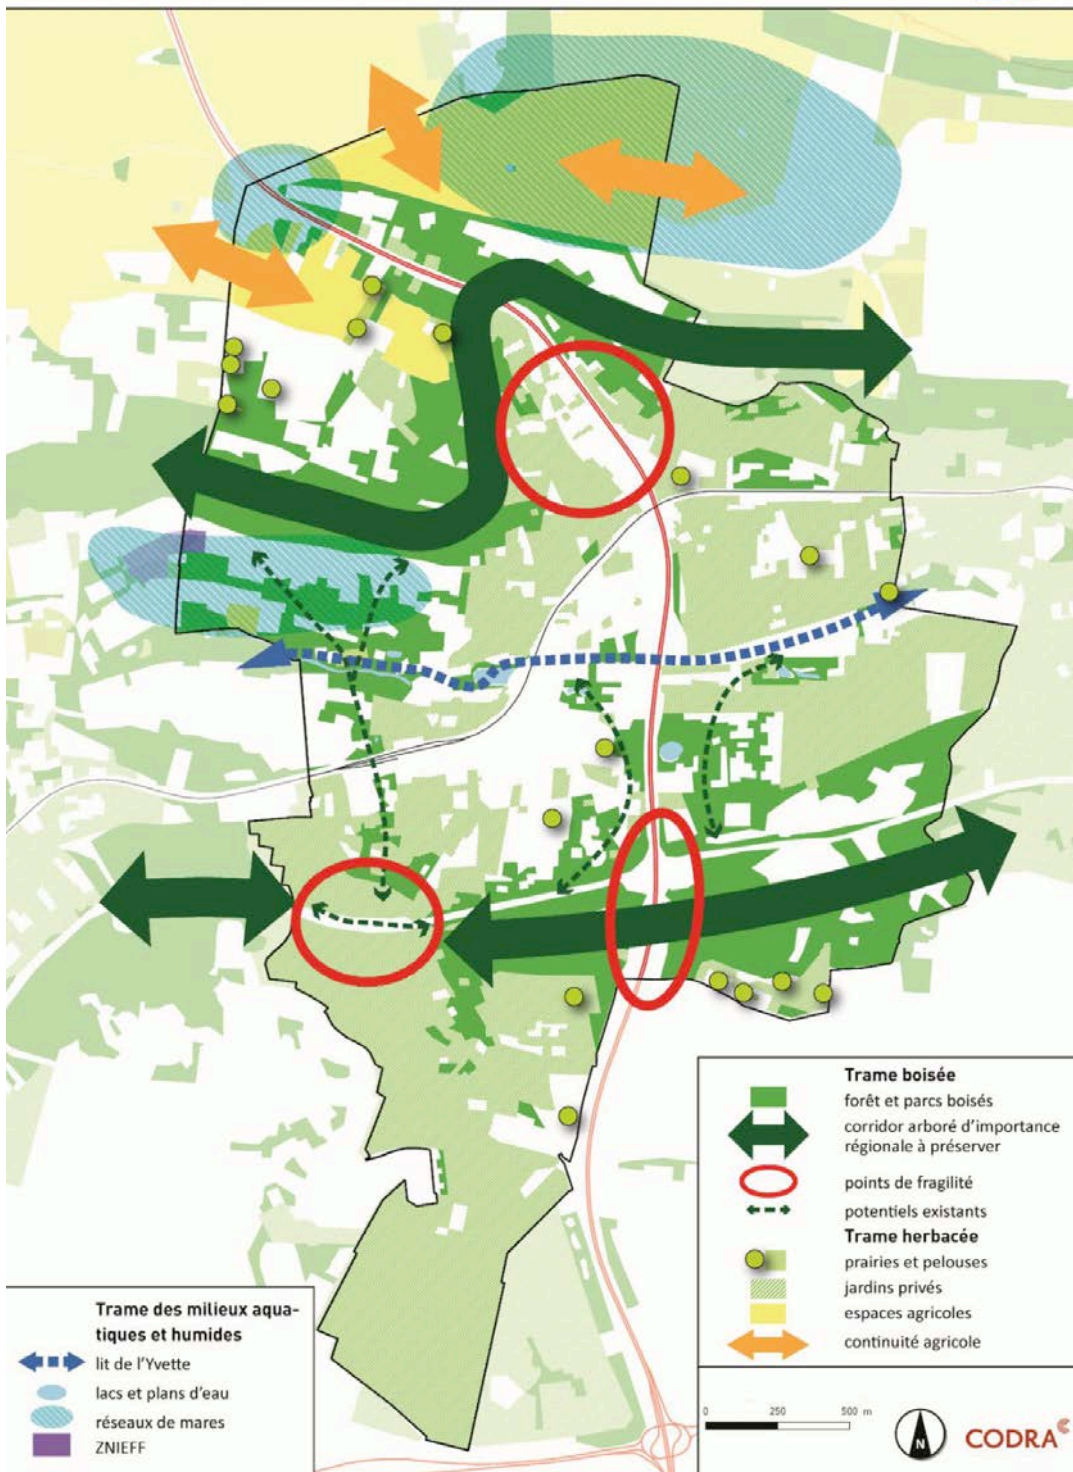 Trame boisée
forêt et parcs boisés
corridor arboré d'importance
régionale à préserver
points de fragilité
potentiels existants
Trame herbacée
prairies et pelouses
jardins privés
espaces agricoles
continuité agricole
Trame des milieux aqua-
tiques et humides
lit de l'Yvette
lacs et plans d'eau
réseaux de mares
ZNIEFF
0 250 500 m
N
CODRA